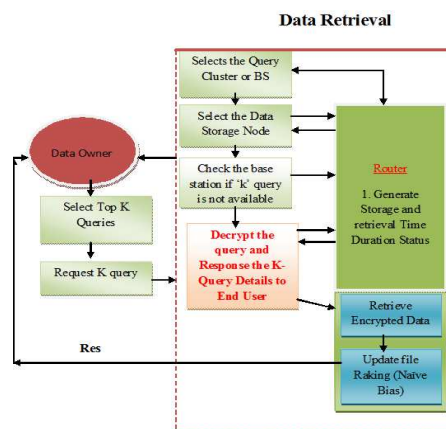 Data Retrieval
Selects the Query
Cluster or BS
Select the Data
Storage Node
Data Owner
Check the base
station if ‘k’ query
is not available
Router
1. Generate
Storage and
retrieval Time
Duration Status
Select Top K
Queries
Request K query
Decrypt the
query and
Response the K-
Query Details to
End User
Retrieve
Encrypted Data
Res
Update file
Raking (Naïve
Bias)